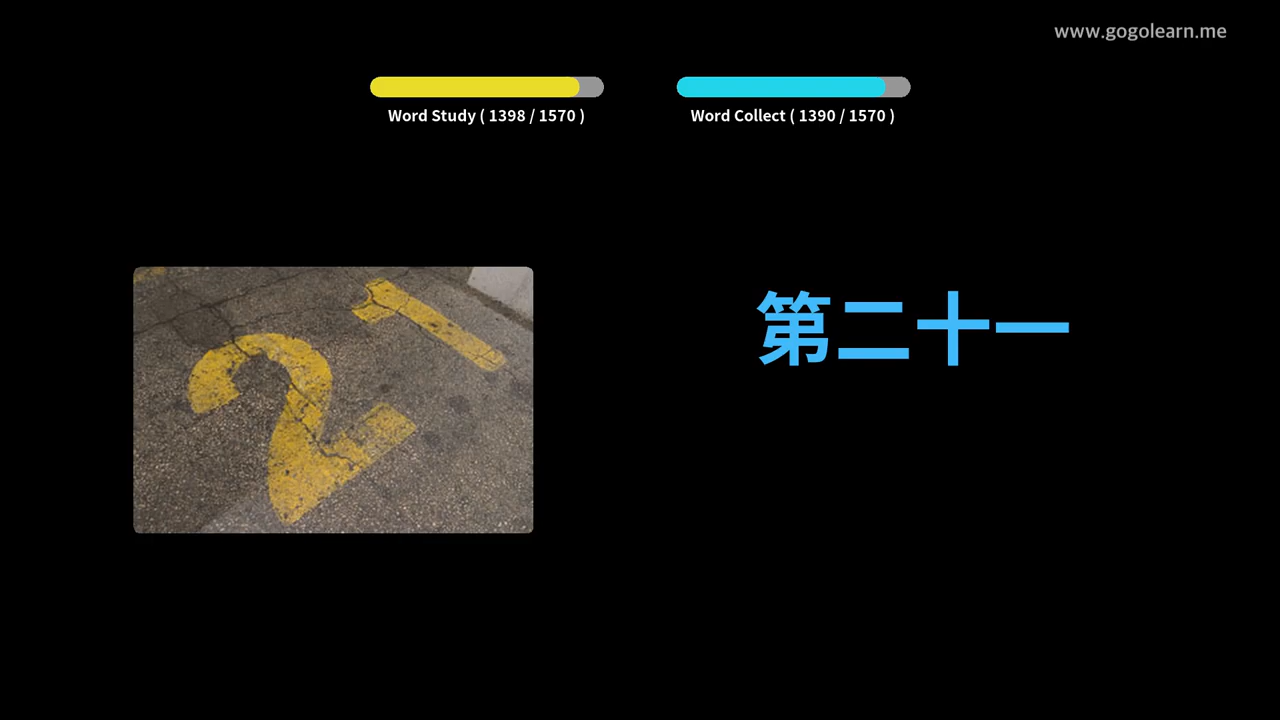 www.gogolearn.me
Word Study ( 1398 / 1570 )
Word Collect ( 1390 / 1570 )
21
第二十一